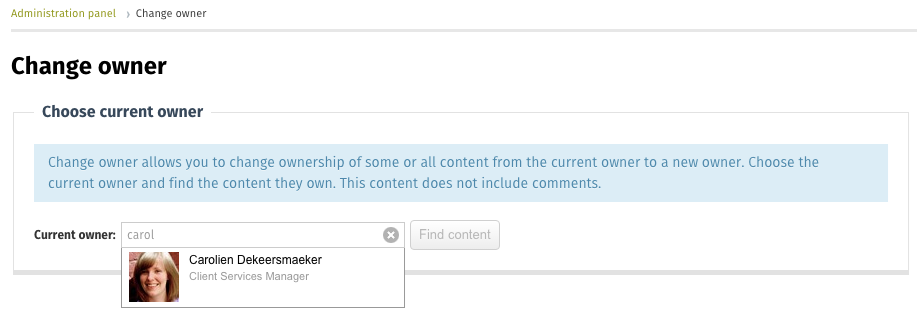 Administration panel › Change owner
Change owner
Choose current owner
Change owner allows you to change ownership of some or all content from the current owner to a new owner. Choose the
current owner and find the content they own. This content does not include comments.
Current owner: carol Find content
Carolien Dekeersmaeker
Client Services Manager